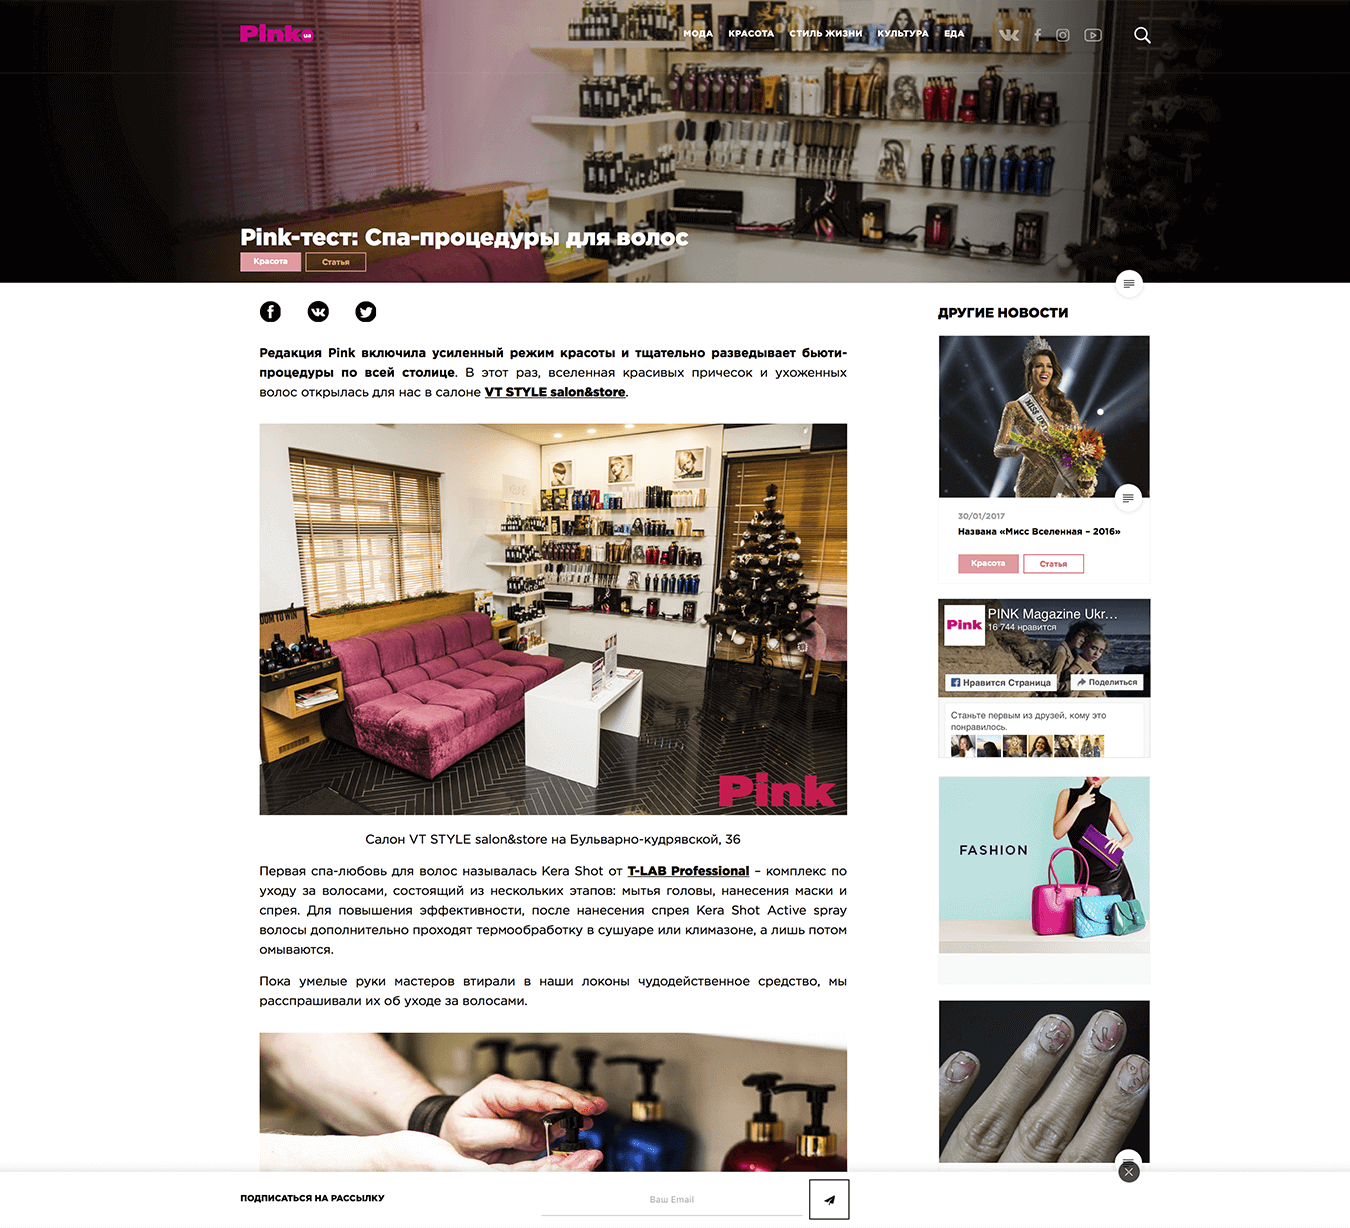 Pink ua
МОДА КРАСОТА СТИЛЬ ЖИЗНИ КУЛЬТУРА ЕДА
Pink-тест: Спа-процедуры для волос
Красота Статья
Редакция Pink включила усиленный режим красоты и тщательно разведывает бьюти-
процедуры по всей столице. В этот раз, вселенная красивых причесок и ухоженных
волос открылась для нас в салоне VT STYLE salon&store.
Pink
Салон VT STYLE salon&store на Бульварно-кудрявской, 36
Первая спа-любовь для волос называлась Kera Shot от T-LAB Professional – комплекс по
уходу за волосами, состоящий из нескольких этапов: мытья головы, нанесения маски и
спрея. Для повышения эффективности, после нанесения спрея Kera Shot Active spray
волосы дополнительно проходят термообработку в сушуаре или климазоне, а лишь потом
омываются.
Пока умелые руки мастеров втирали в наши локоны чудодейственное средство, мы
расспрашивали их об уходе за волосами.
ДРУГИЕ НОВОСТИ
30/01/2017
Названа «Мисс Вселенная – 2016»
Красота Статья
Pink
PINK Magazine Ukr...
16 744 нравится
Нравится Страница Поделиться
Станьте первым из друзей, кому это
понравилось.
FASHION
ПОДПИСАТЬСЯ НА РАССЫЛКУ
Ваш Email